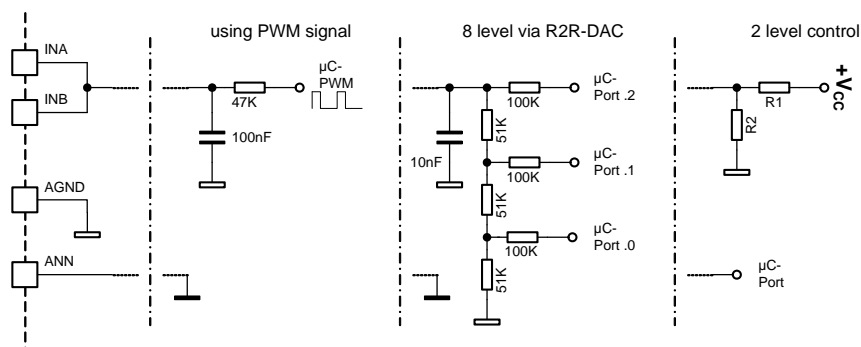 using PWM signal
8 level via R2R-DAC
2 level control
INA
INB
AGND
ANN
47K
100nF
µC-
PWM
10nF
100K
51K
µC-
Port .2
100K
51K
µC-
Port .1
100K
51K
µC-
Port .0
R1
R2
+VCC
µC-
Port